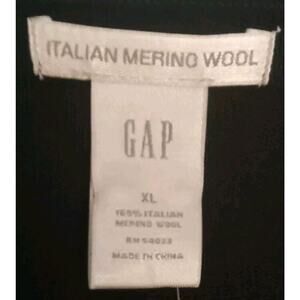 ITALIAN MERINO WOOL
GAP
XL
100% ITALIAN
MERINO WOOL
RN 54023
MADE IN CHINA